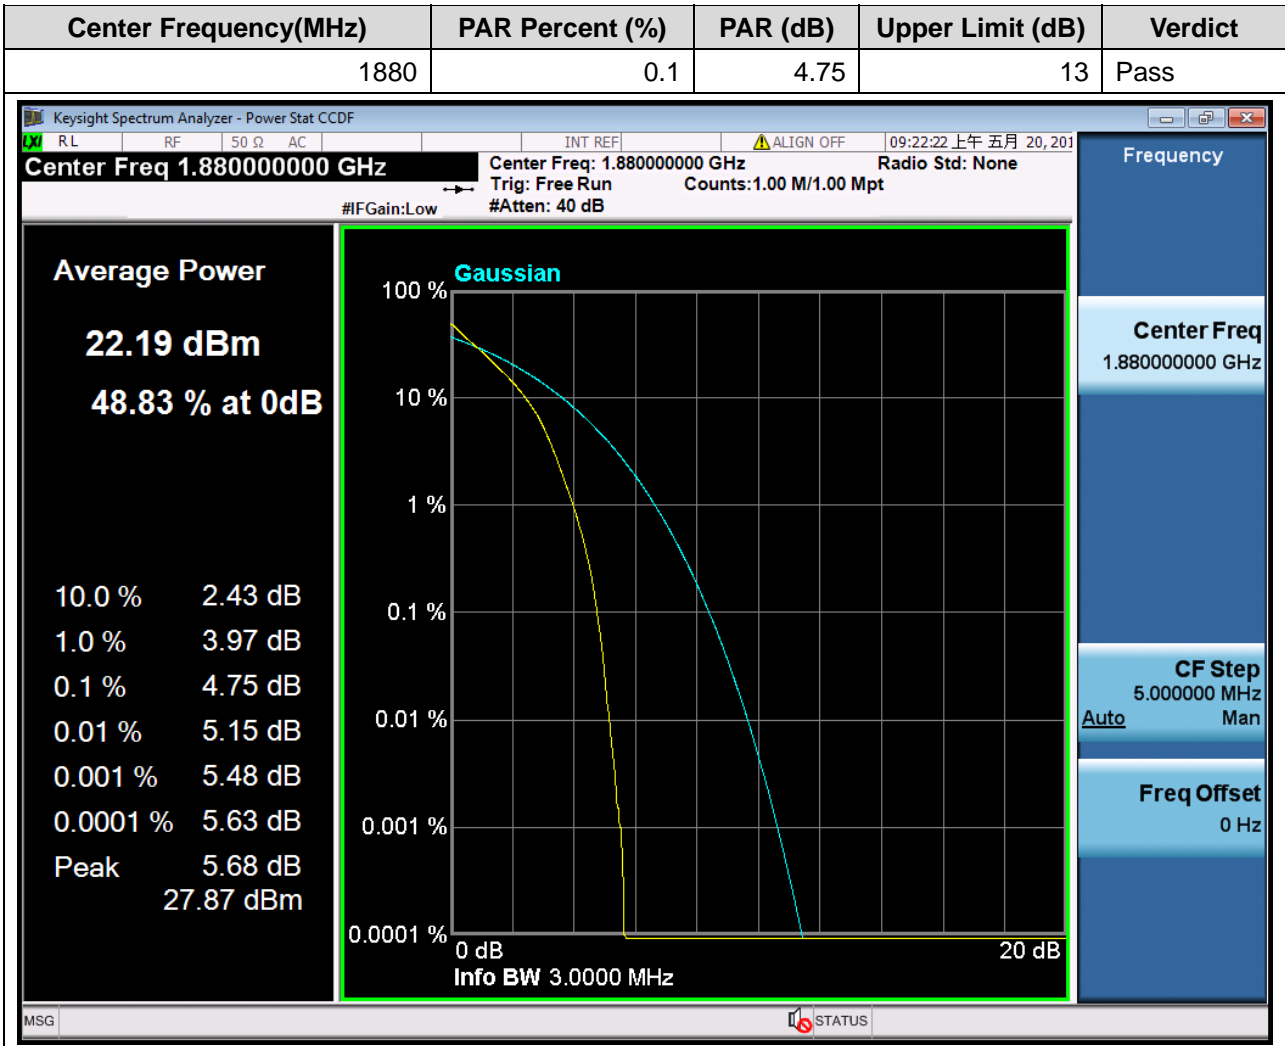 Center Frequency(MHz) PAR Percent (%) PAR (dB) Upper Limit (dB) Verdict
1880 0.1 4.75 13 Pass
Keysight Spectrum Analyzer - Power Stat CCDF
LXI RL RF 50 Ω AC INT REF ALIGN OFF 09:22:22 上午 五月 20, 201
Center Freq 1.880000000 GHz
#IFGain:Low
Center Freq: 1.880000000 GHz Radio Std: None
Trig: Free Run Counts:1.00 M/1.00 Mpt
#Atten: 40 dB
Frequency
Average Power
22.19 dBm
48.83 % at 0dB
10.0 % 2.43 dB
1.0 % 3.97 dB
0.1 % 4.75 dB
0.01 % 5.15 dB
0.001 % 5.48 dB
0.0001 % 5.63 dB
Peak 5.68 dB
27.87 dBm
Gaussian
100 %
10 %
1 %
0.1 %
0.01 %
0.001 %
0.0001 %
0 dB 20 dB
Info BW 3.0000 MHz
Center Freq
1.880000000 GHz
CF Step
5.000000 MHz
Auto Man
Freq Offset
0 Hz
MSG STATUS